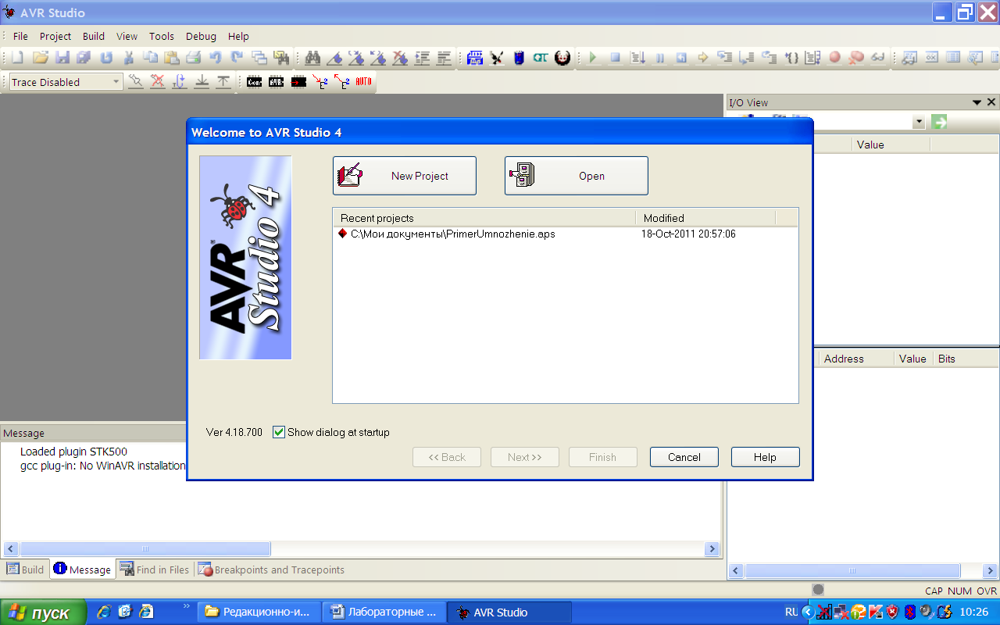 AVR Studio
File Project Build View Tools Debug Help
Trace Disabled
Con AVR AUTO
I/O View
Value
Welcome to AVR Studio 4
New Project Open
AVR® Studio 4
Recent projects Modified
C:\Мои документы\PrimerUmnozhenie.aps 18-Oct-2011 20:57:06
Address Value Bits
Ver 4.18.700 Show dialog at startup
<< Back Next >> Finish Cancel Help
Message
Loaded plugin STK500
gcc plug-in: No WinAVR installation
Build Message Find in Files Breakpoints and Tracepoints
CAP NUM OVR
пуск » Редакционно-и... Лабораторные ... AVR Studio RU 10:26